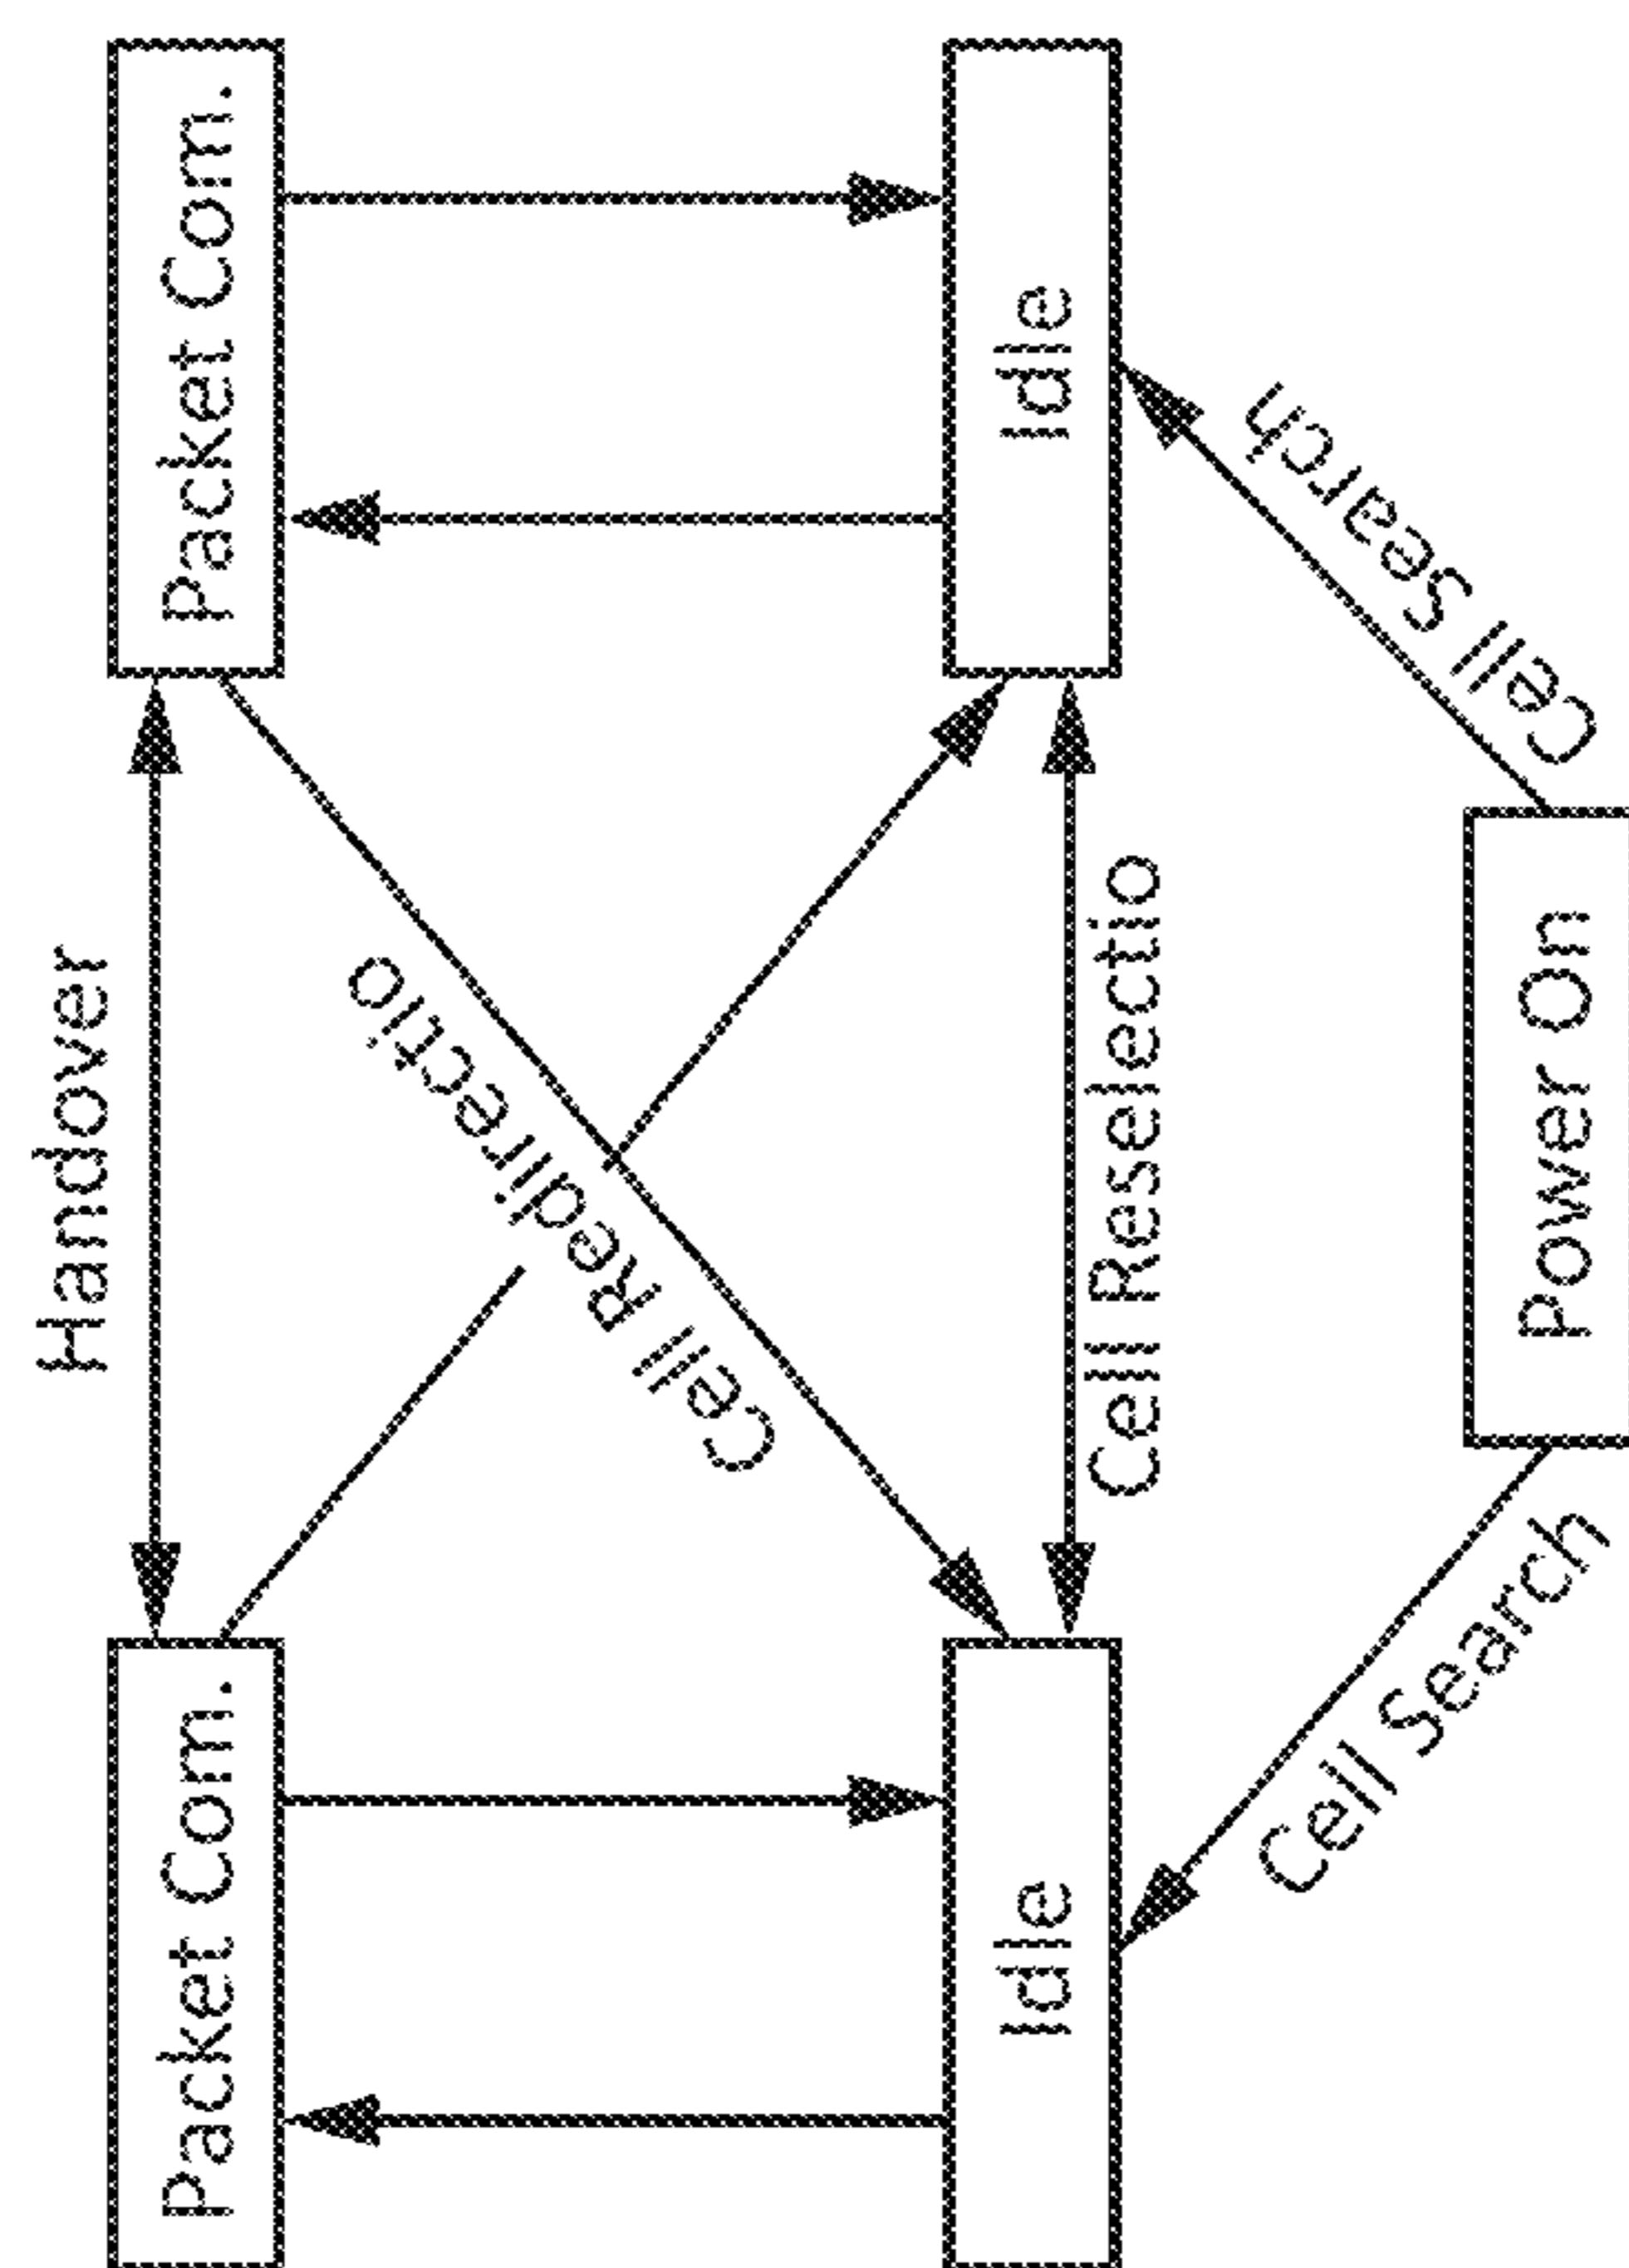 Handover
Packet Com.
Packet Com.
Cell Redirectio
Idle
Idle
Cell Reselectio
Cell Search
Cell Search
Power On